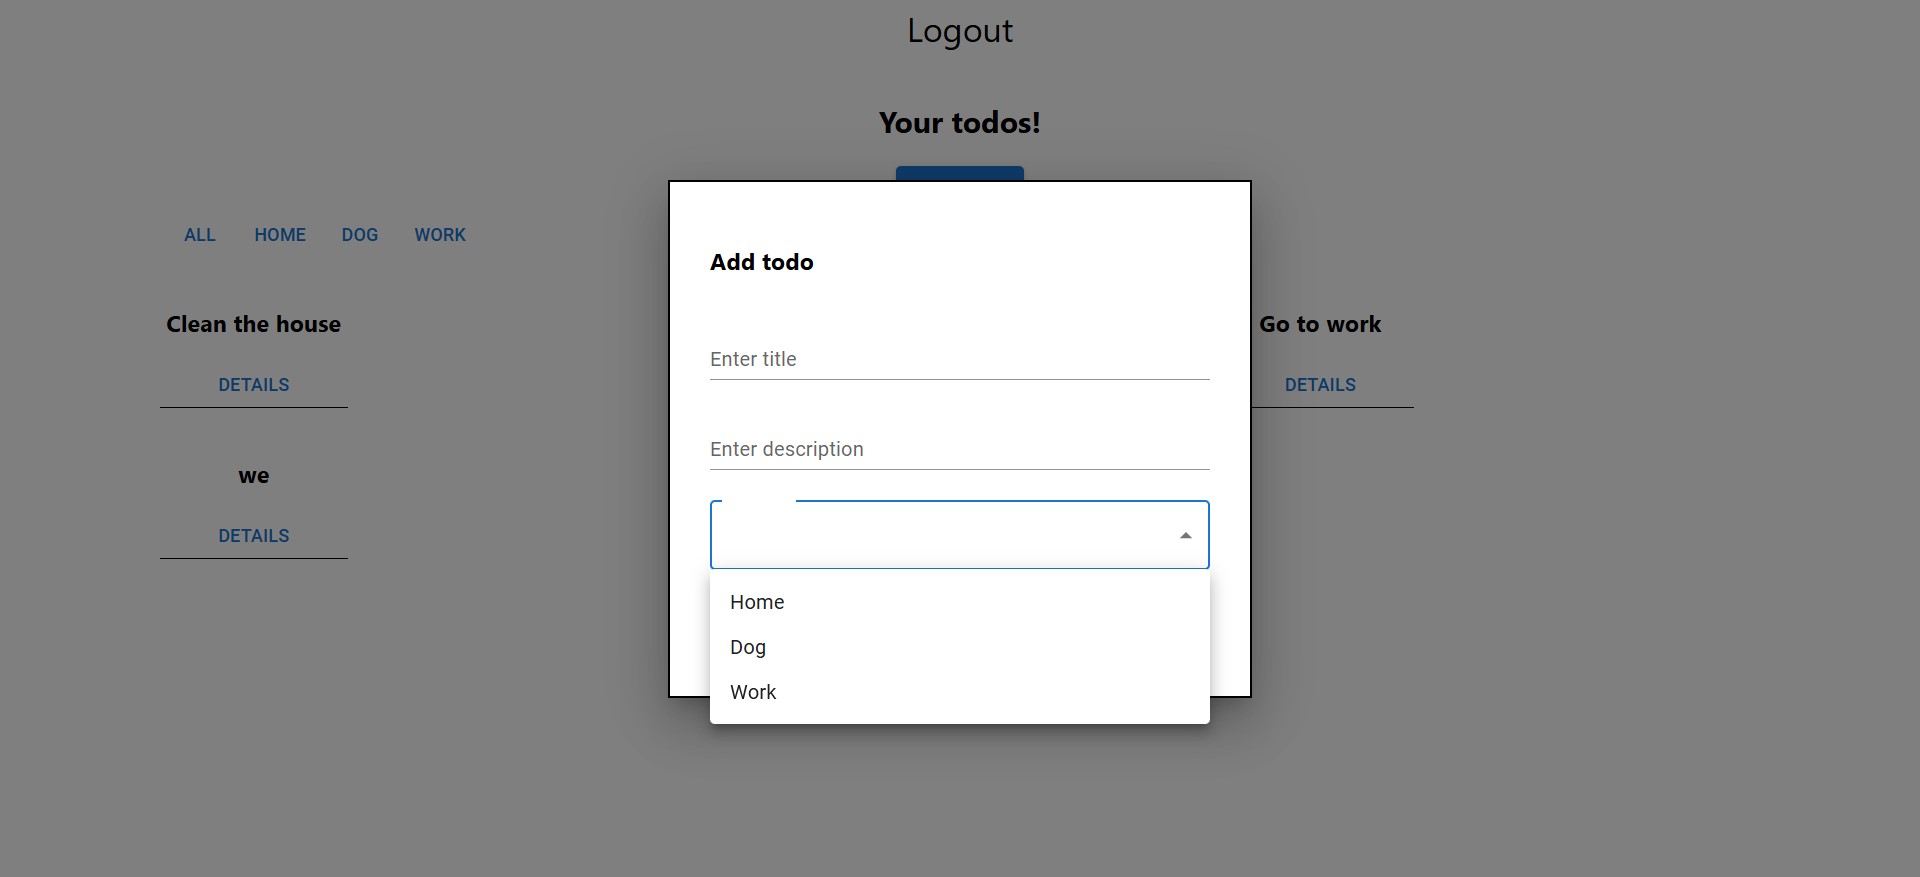 Logout
Your todos!
ALL HOME DOG WORK
Clean the house
DETAILS
we
DETAILS
Add todo
Enter title
Enter description
Home
Dog
Work
Go to work
DETAILS